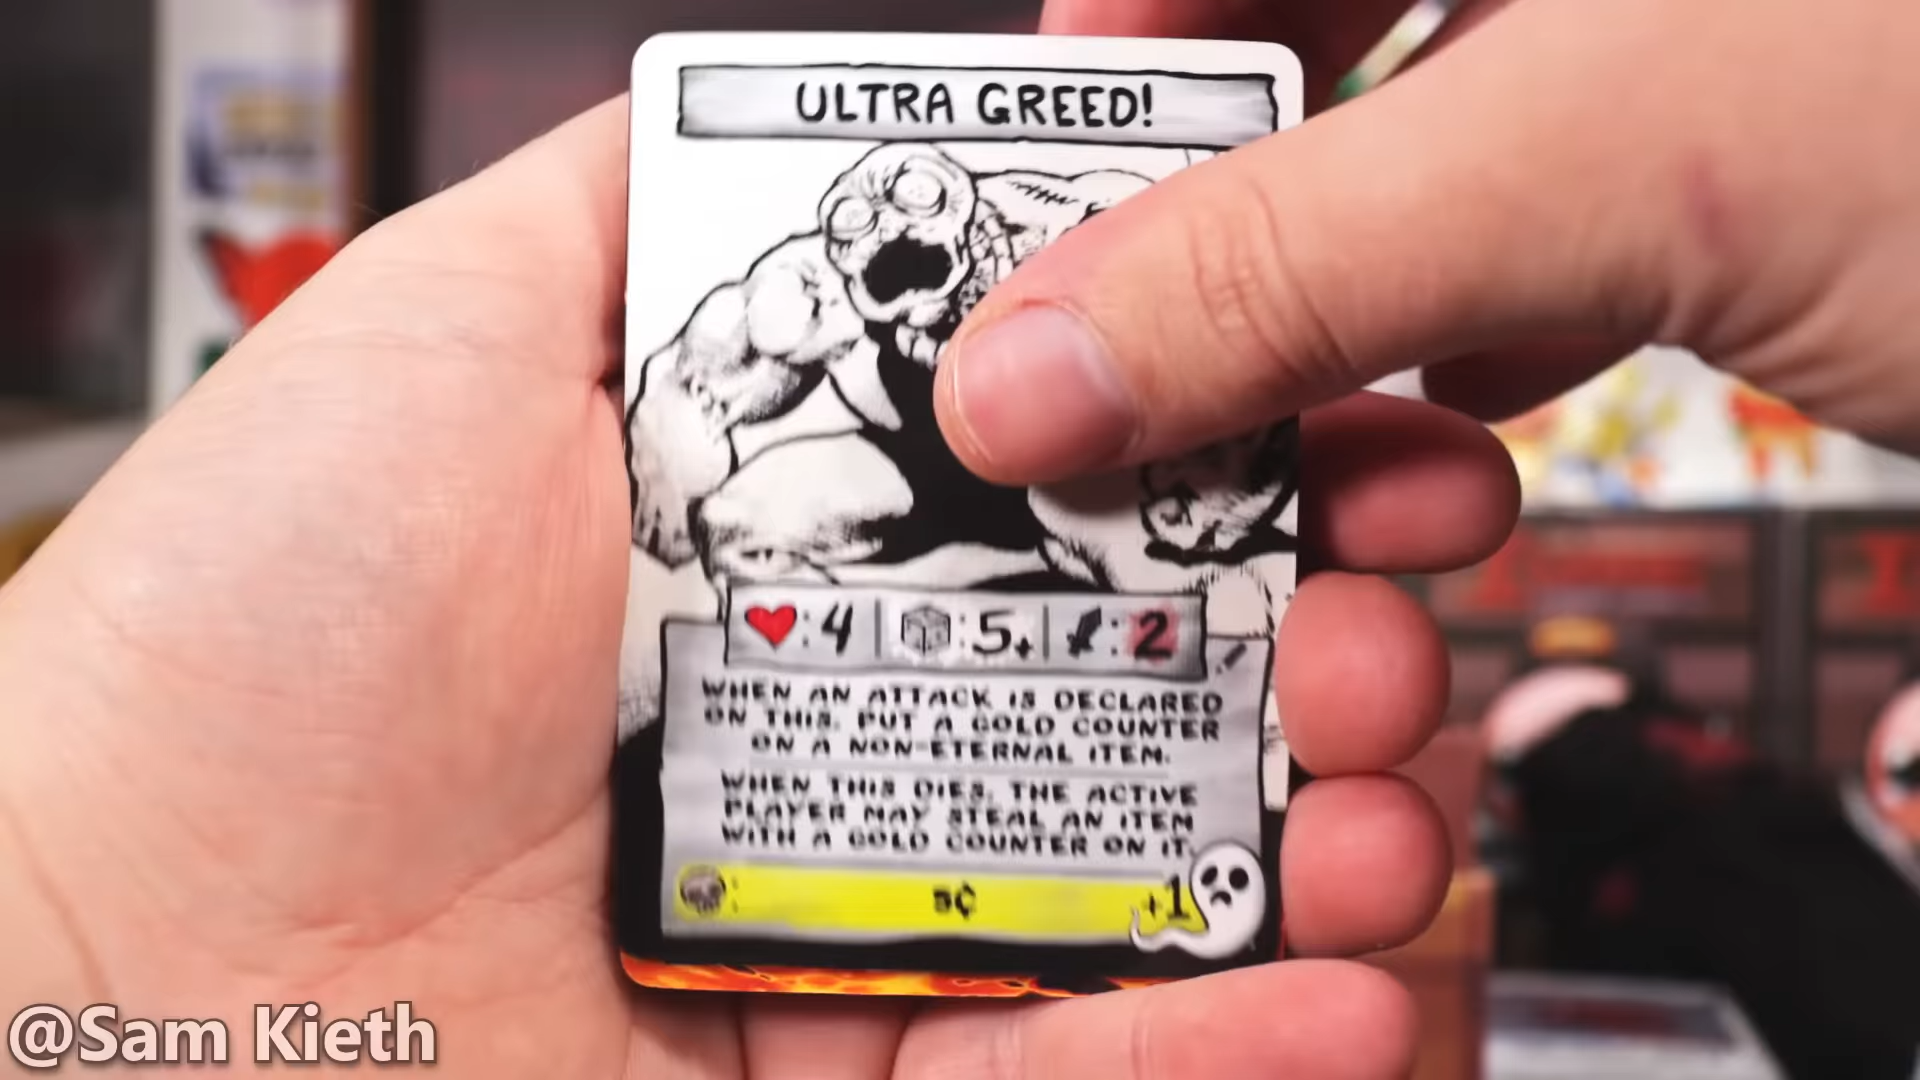 ULTRA GREED!
: 4 | : 5+ | : 2
WHEN AN ATTACK IS DECLARED
ON THIS, PUT A GOLD COUNTER
ON A NON-ETERNAL ITEM.
WHEN THIS DIES, THE ACTIVE
PLAYER MAY STEAL AN ITEM
WITH A GOLD COUNTER ON IT.
: +1
@Sam Kieth